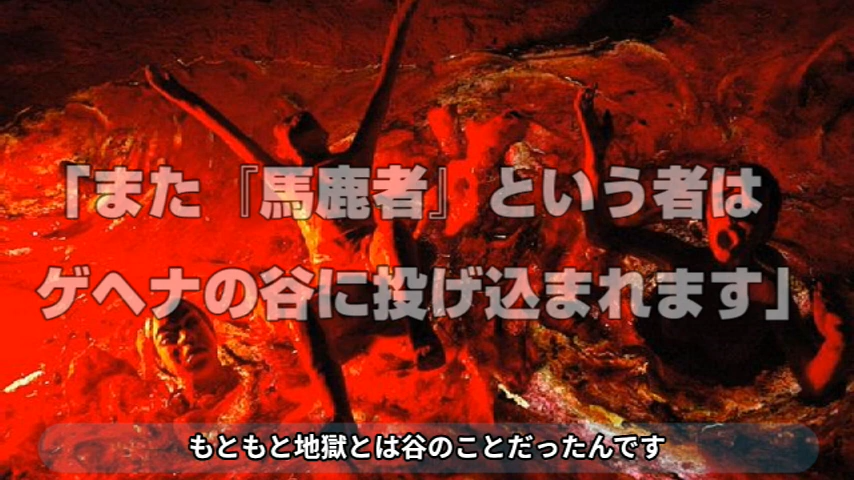 「また『馬鹿者』という者は
ゲヘナの谷に投げ込まれます」
もともと地獄とは谷のことだったんです